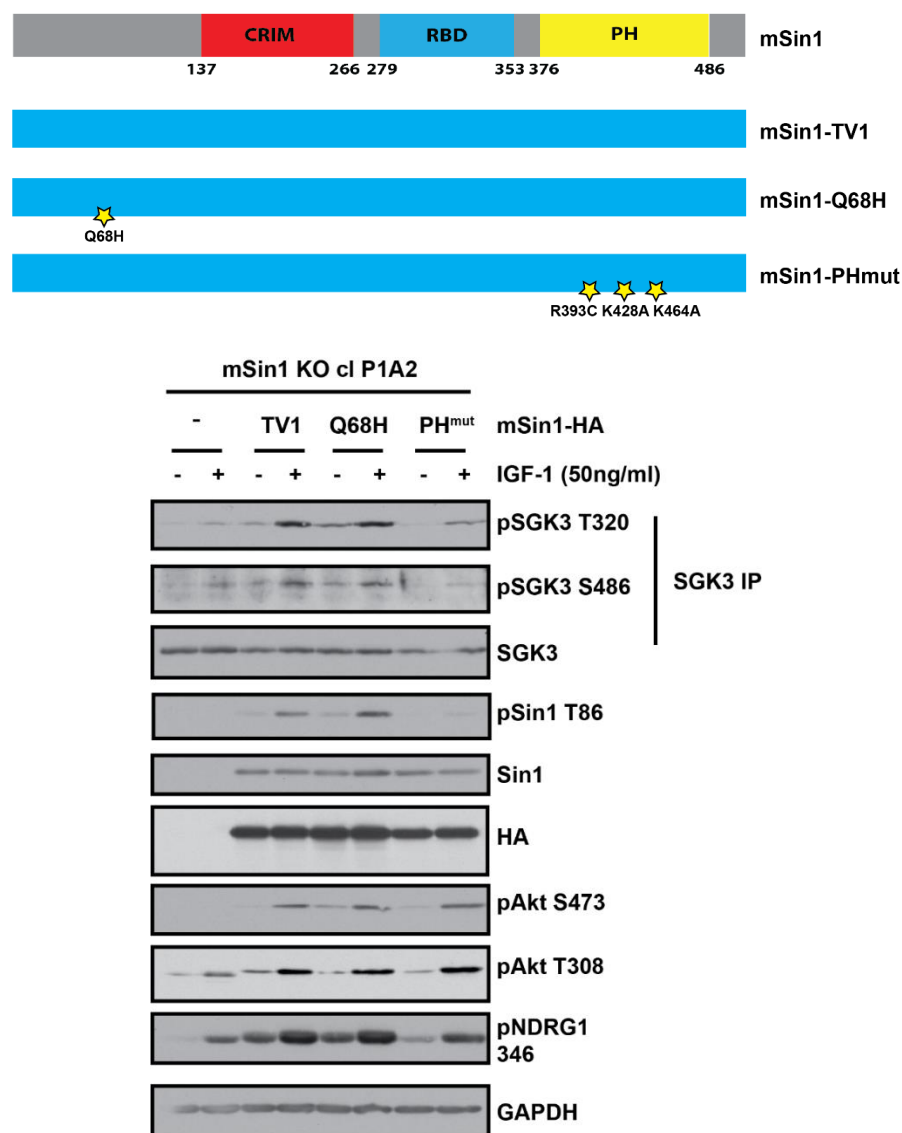 CRIM RBD PH mSin1
137 266 279 353 376 486
mSin1-TV1
mSin1-Q68H
Q68H
mSin1-PHmut
R393C K428A K464A
mSin1 KO cl P1A2
- TV1 Q68H PHmut mSin1-HA
- + - + - + - + IGF-1 (50ng/ml)
pSGK3 T320
pSGK3 S486
SGK3 IP
SGK3
pSin1 T86
Sin1
HA
pAkt S473
pAkt T308
pNDRG1
346
GAPDH